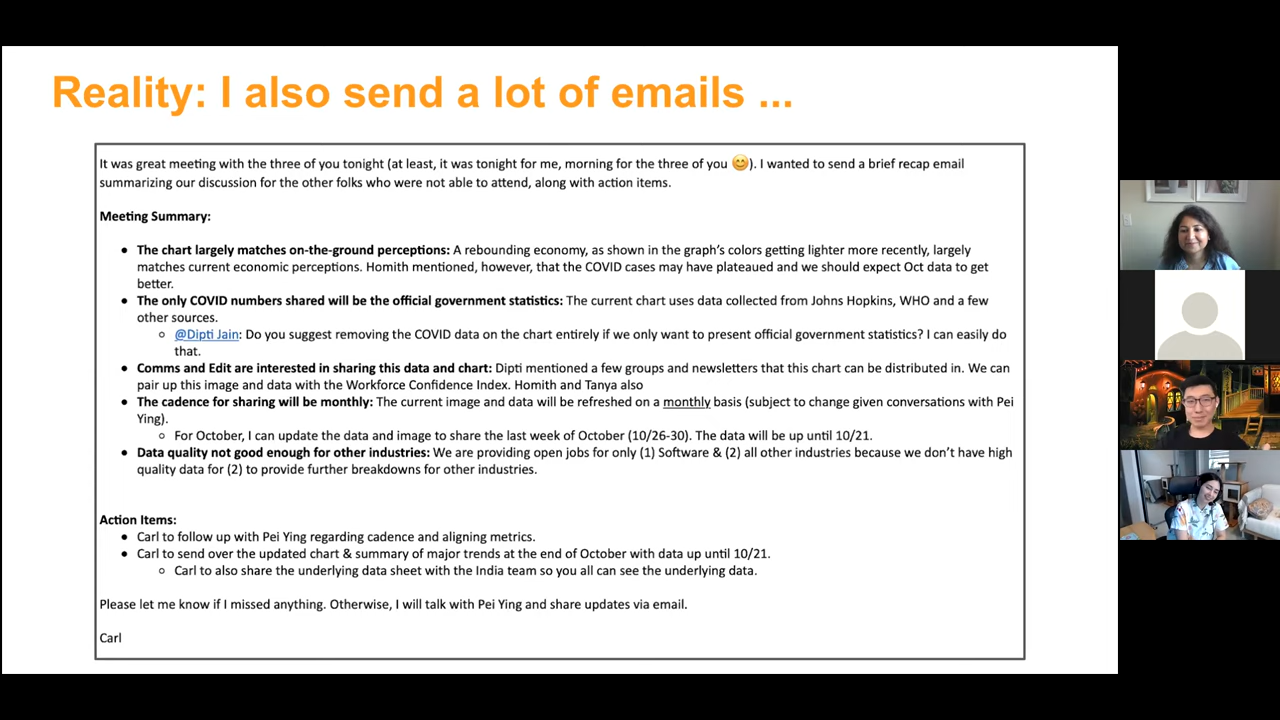 Reality: I also send a lot of emails ...
It was great meeting with the three of you tonight (at least, it was tonight for me, morning for the three of you 😊). I wanted to send a brief recap email
summarizing our discussion for the other folks who were not able to attend, along with action items.
Meeting Summary:
● The chart largely matches on-the-ground perceptions: A rebounding economy, as shown in the graph's colors getting lighter more recently, largely
matches current economic perceptions. Homith mentioned, however, that the COVID cases may have plateaued and we should expect Oct data to get
better.
● The only COVID numbers shared will be the official government statistics: The current chart uses data collected from Johns Hopkins, WHO and a few
other sources.
○ @Dipti Jain: Do you suggest removing the COVID data on the chart entirely if we only want to present official government statistics? I can easily do
that.
● Comms and Edit are interested in sharing this data and chart: Dipti mentioned a few groups and newsletters that this chart can be distributed in. We can
pair up this image and data with the Workforce Confidence Index. Homith and Tanya also
● The cadence for sharing will be monthly: The current image and data will be refreshed on a monthly basis (subject to change given conversations with Pei
Ying).
○ For October, I can update the data and image to share the last week of October (10/26-30). The data will be up until 10/21.
● Data quality not good enough for other industries: We are providing open jobs for only (1) Software & (2) all other industries because we don't have high
quality data for (2) to provide further breakdowns for other industries.
Action Items:
● Carl to follow up with Pei Ying regarding cadence and aligning metrics.
● Carl to send over the updated chart & summary of major trends at the end of October with data up until 10/21.
○ Carl to also share the underlying data sheet with the India team so you all can see the underlying data.
Please let me know if I missed anything. Otherwise, I will talk with Pei Ying and share updates via email.
Carl